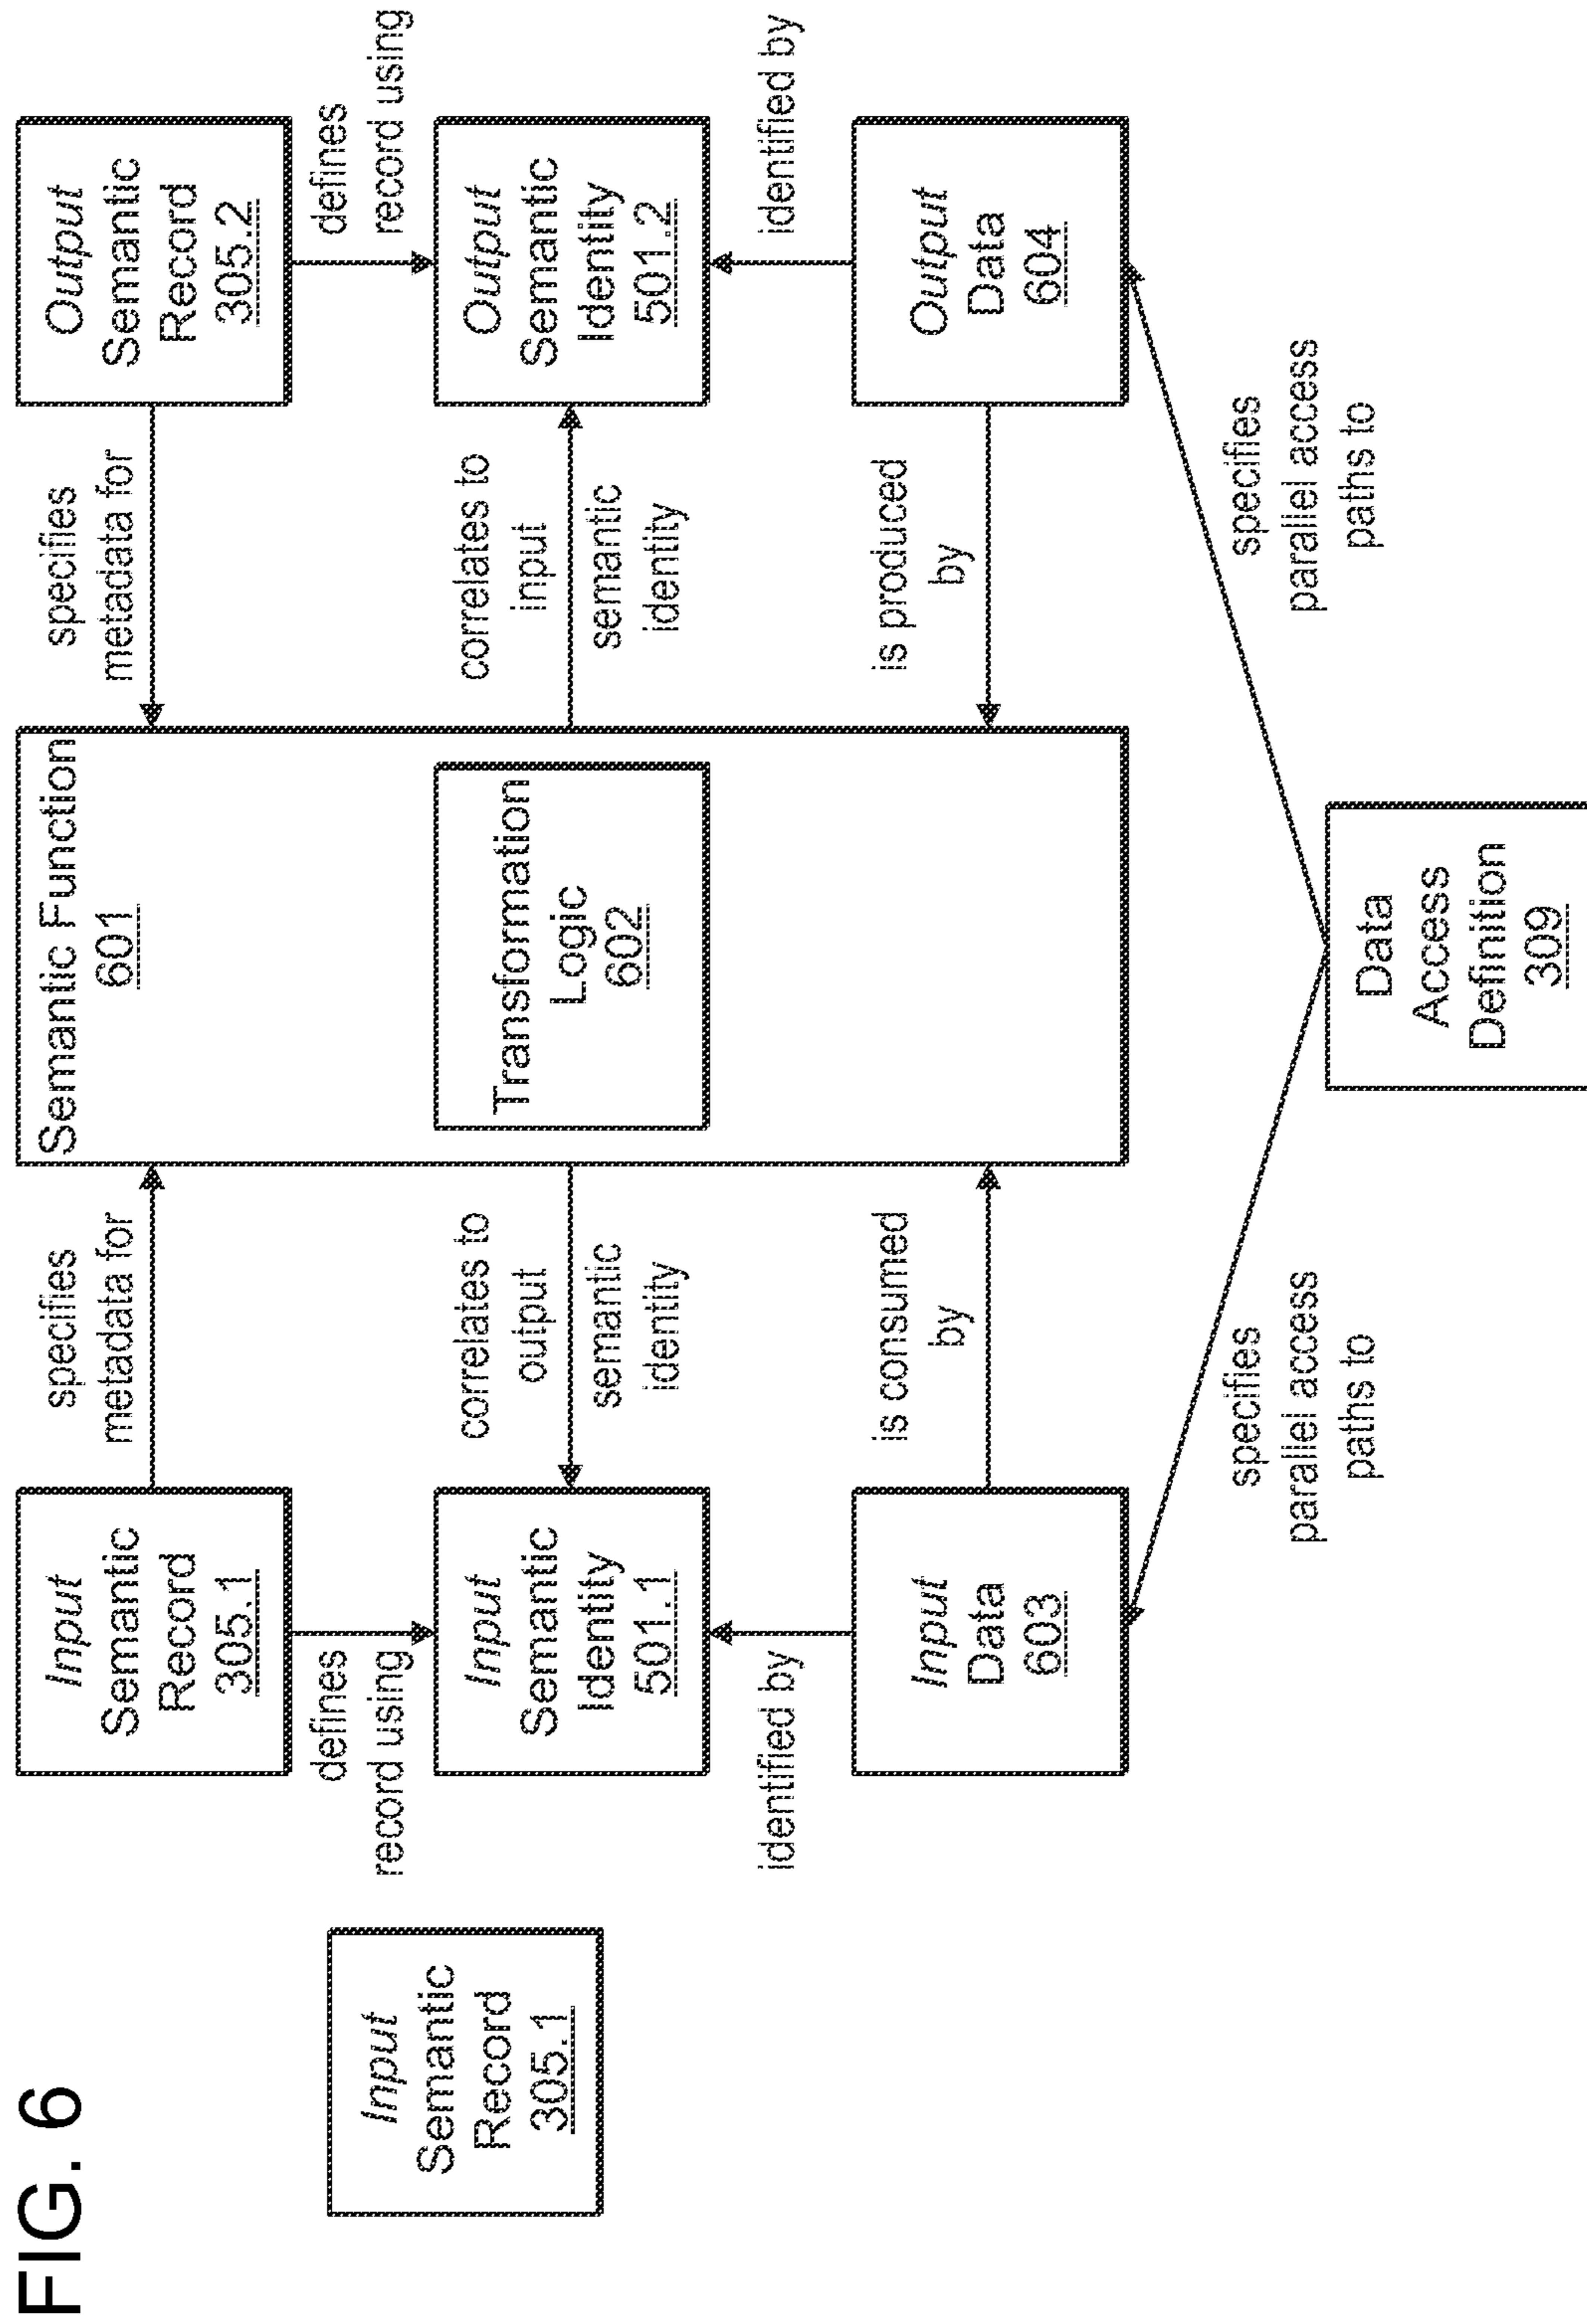 FIG. 6
Input
Semantic
Record
305.1
Input
Semantic
Record
305.1
specifies
metadata for
Semantic Function
601
specifies
metadata for
Output
Semantic
Record
305.2
defines
record using
defines
record using
Input
Semantic
Identity
501.1
correlates to
output
semantic
identity
Transformation
Logic
602
correlates to
input
semantic
identity
Output
Semantic
Identity
501.2
identified by
identified by
Input
Data
603
is consumed
by
is produced
by
Output
Data
604
specifies
parallel access
paths to
specifies
parallel access
paths to
Data
Access
Definition
309